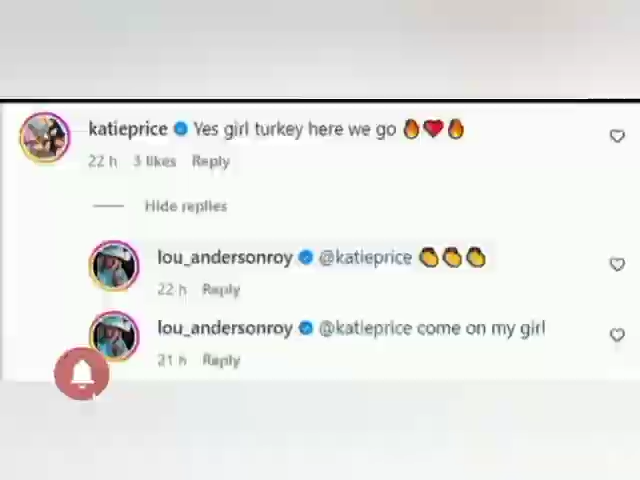 katieprice Yes girl turkey here we go 🔥❤️🔥
22 h 3 likes Reply
Hide replies
lou_andersonroy @katieprice 👏👏👏
22 h Reply
lou_andersonroy @katieprice come on my girl
21 h Reply